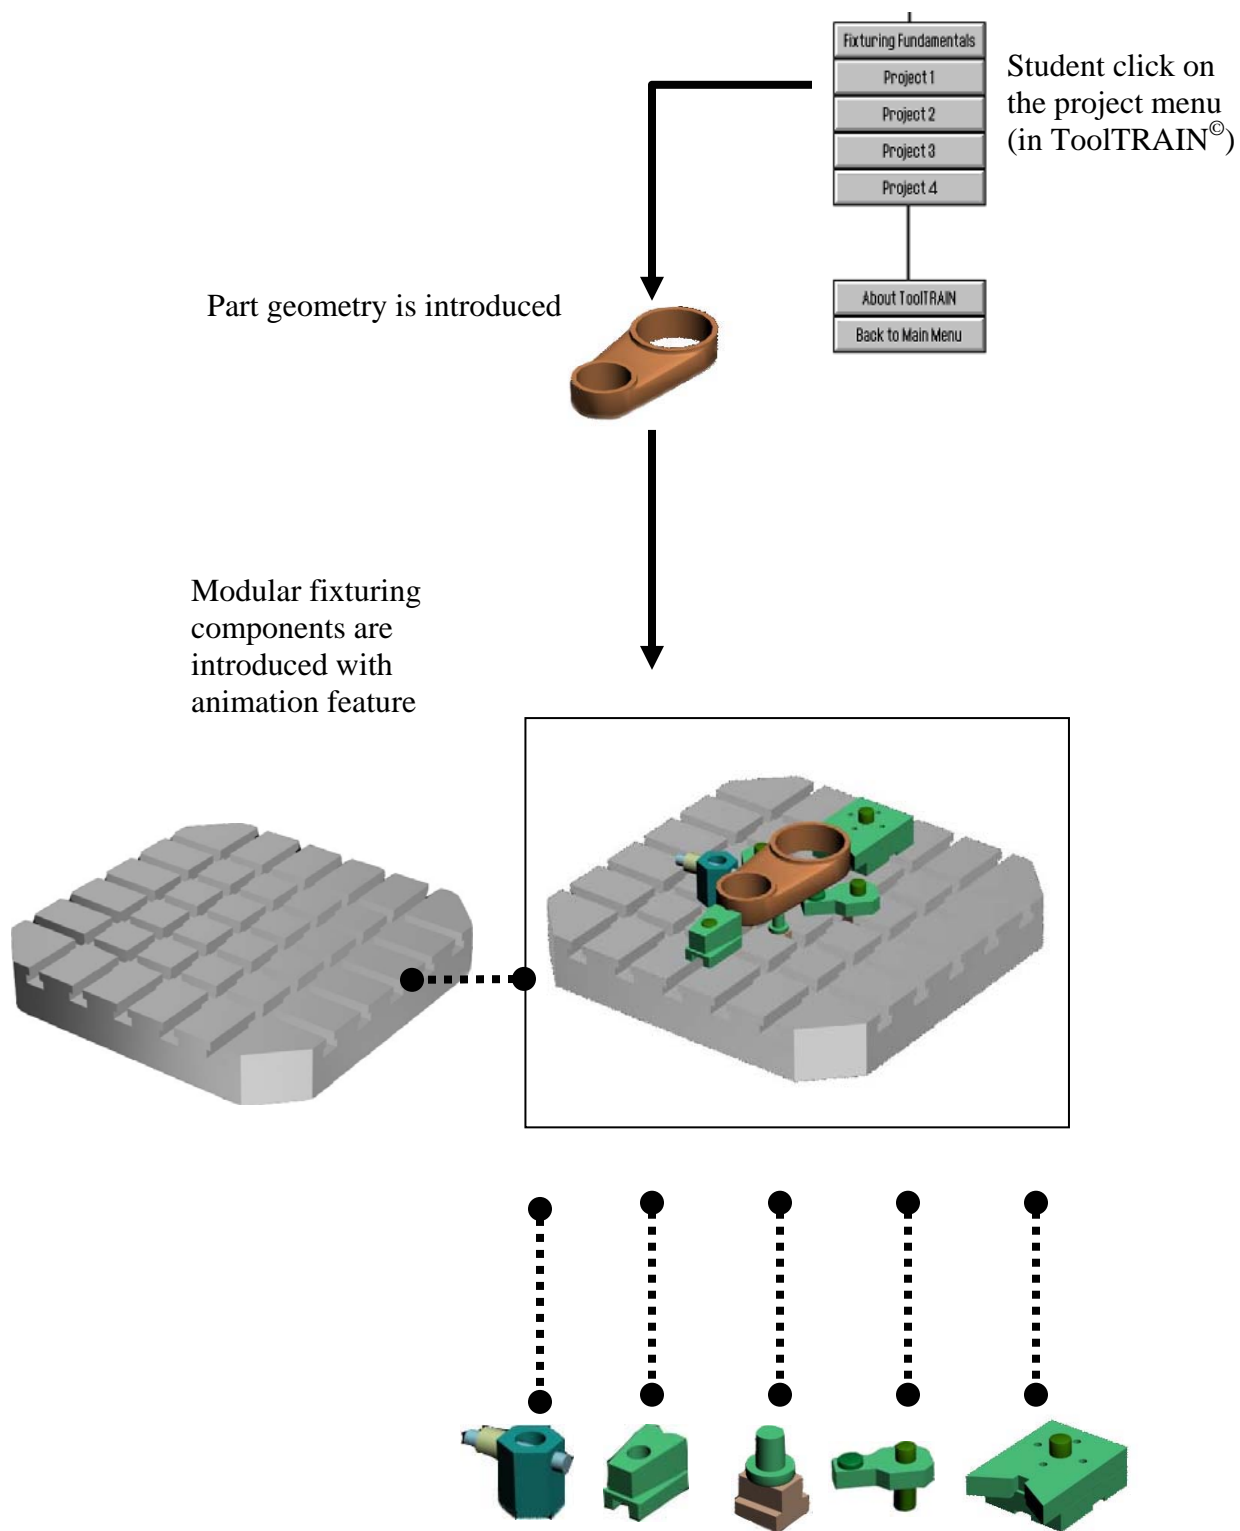 Fixturing Fundamentals
Project 1
Project 2
Project 3
Project 4
Student click on
the project menu
(in ToolTRAIN©)
About ToolTRAIN
Back to Main Menu
Part geometry is introduced
Modular fixturing
components are
introduced with
animation feature